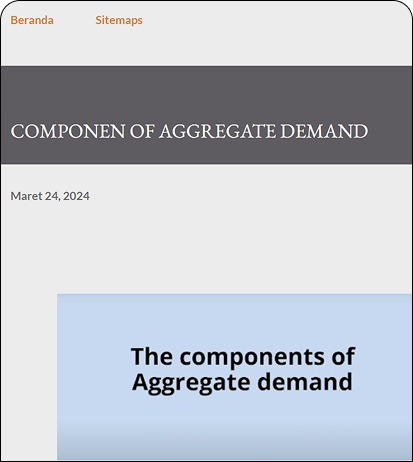 Beranda Sitemaps
COMPONEN OF AGGREGATE DEMAND
Maret 24, 2024
The components of
Aggregate demand